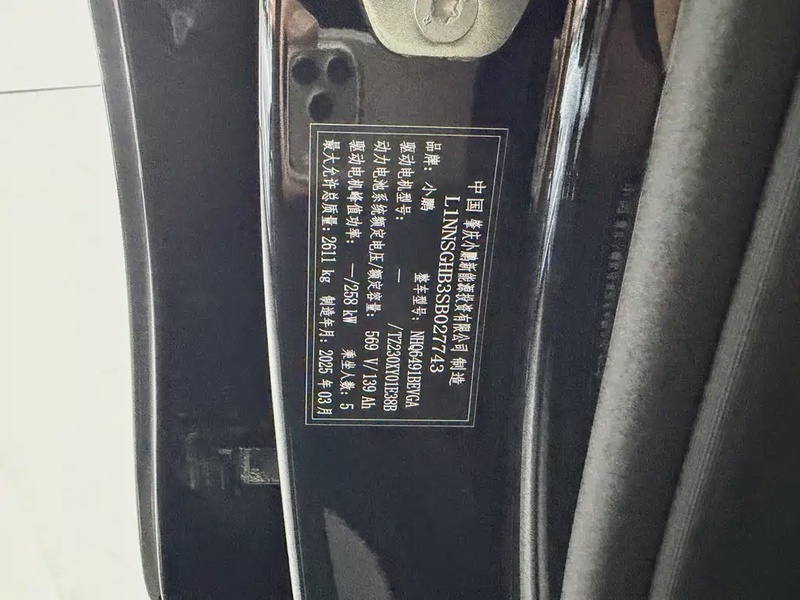 中国 肇庆小鹏新能源投资有限公司 制造
L1NNSGHB3SB027743
品牌: 小鹏 整车型号: NHQ6491BEVGA
驱动电机型号: — /TZ230XY01E38B
动力电池系统额定电压/额定容量: 569 V/139 Ah
驱动电机峰值功率: —/258 kW 乘坐人数: 5
最大允许总质量: 2611 kg 制造年月: 2025 年 03 月